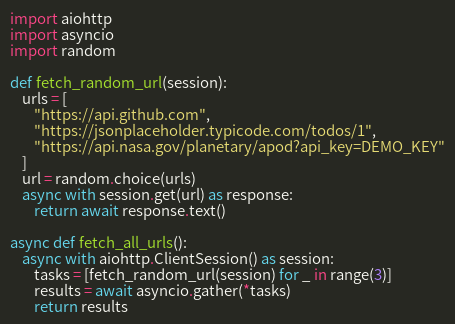 import aiohttp
import asyncio
import random
def fetch_random_url(session):
urls = [
"https://api.github.com",
"https://jsonplaceholder.typicode.com/todos/1",
"https://api.nasa.gov/planetary/apod?api_key=DEMO_KEY"
]
url = random.choice(urls)
async with session.get(url) as response:
return await response.text()
async def fetch_all_urls():
async with aiohttp.ClientSession() as session:
tasks = [fetch_random_url(session) for _ in range(3)]
results = await asyncio.gather(*tasks)
return results